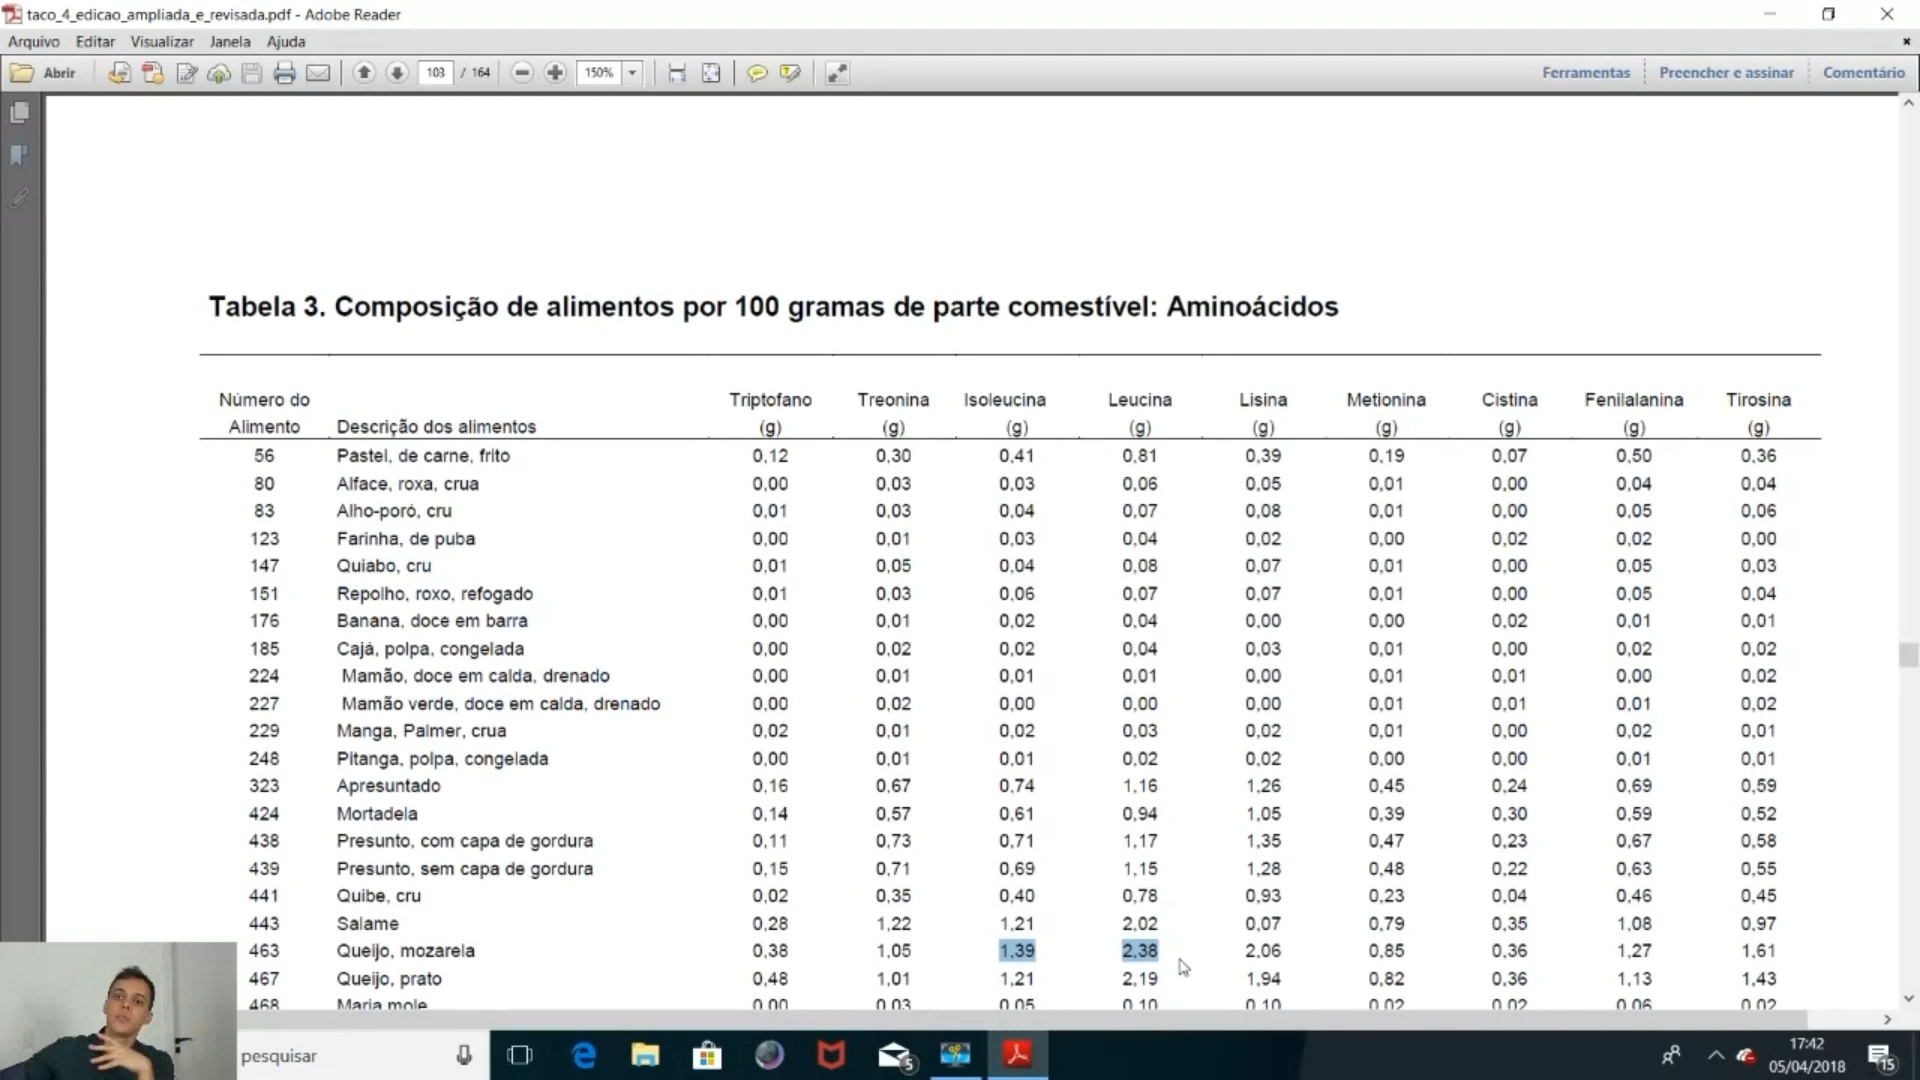 taco_4_edicao_ampliada_e_revisada.pdf - Adobe Reader
Arquivo Editar Visualizar Janela Ajuda
Abrir 103 / 164 150% Ferramentas Preencher e assinar Comentário
Tabela 3. Composição de alimentos por 100 gramas de parte comestível: Aminoácidos
Número do Triptofano Treonina Isoleucina Leucina Lisina Metionina Cistina Fenilalanina Tirosina
Alimento Descrição dos alimentos (g) (g) (g) (g) (g) (g) (g) (g) (g)
56 Pastel, de carne, frito 0,12 0,30 0,41 0,81 0,39 0,19 0,07 0,50 0,36
80 Alface, roxa, crua 0,00 0,03 0,03 0,06 0,05 0,01 0,00 0,04 0,04
83 Alho-poró, cru 0,01 0,03 0,04 0,07 0,08 0,01 0,00 0,05 0,06
123 Farinha, de puba 0,00 0,01 0,03 0,04 0,02 0,00 0,02 0,02 0,00
147 Quiabo, cru 0,01 0,05 0,04 0,08 0,07 0,01 0,00 0,05 0,03
151 Repolho, roxo, refogado 0,01 0,03 0,06 0,07 0,07 0,01 0,00 0,05 0,04
176 Banana, doce em barra 0,00 0,01 0,02 0,04 0,00 0,00 0,02 0,01 0,01
185 Cajá, polpa, congelada 0,00 0,02 0,02 0,04 0,03 0,01 0,00 0,02 0,02
224 Mamão, doce em calda, drenado 0,00 0,01 0,01 0,01 0,00 0,01 0,01 0,00 0,02
227 Mamão verde, doce em calda, drenado 0,00 0,02 0,00 0,00 0,00 0,01 0,01 0,01 0,02
229 Manga, Palmer, crua 0,02 0,01 0,02 0,03 0,02 0,01 0,00 0,02 0,01
248 Pitanga, polpa, congelada 0,00 0,01 0,01 0,02 0,02 0,00 0,00 0,01 0,01
323 Apresuntado 0,16 0,67 0,74 1,16 1,26 0,45 0,24 0,69 0,59
424 Mortadela 0,14 0,57 0,61 0,94 1,05 0,39 0,30 0,59 0,52
438 Presunto, com capa de gordura 0,11 0,73 0,71 1,17 1,35 0,47 0,23 0,67 0,58
439 Presunto, sem capa de gordura 0,15 0,71 0,69 1,15 1,28 0,48 0,22 0,63 0,55
441 Quibe, cru 0,02 0,35 0,40 0,78 0,93 0,23 0,04 0,46 0,45
443 Salame 0,28 1,22 1,21 2,02 0,07 0,79 0,35 1,08 0,97
463 Queijo, mozarela 0,38 1,05 1,39 2,38 2,06 0,85 0,36 1,27 1,61
467 Queijo, prato 0,48 1,01 1,21 2,19 1,94 0,82 0,36 1,13 1,43
468 Maria mole 0,00 0,03 0,05 0,10 0,10 0,02 0,02 0,06 0,02
pesquisar 5 17:42
05/04/2018 15